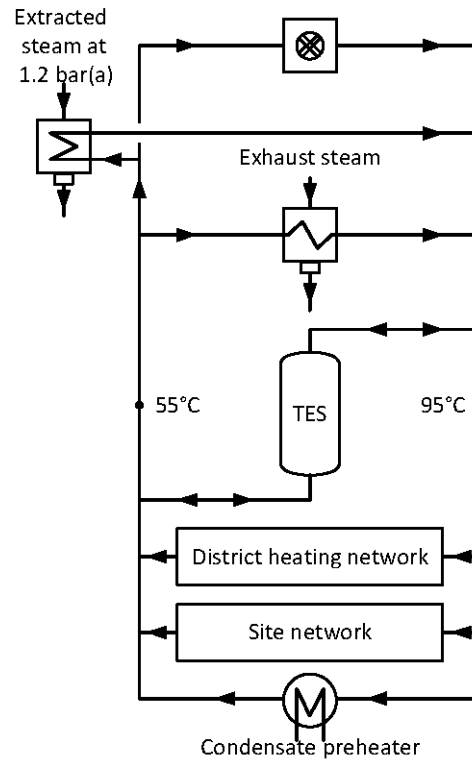 Extracted
steam at
1.2 bar(a)
Exhaust steam
TES
55°C
95°C
District heating network
Site network
Condensate preheater